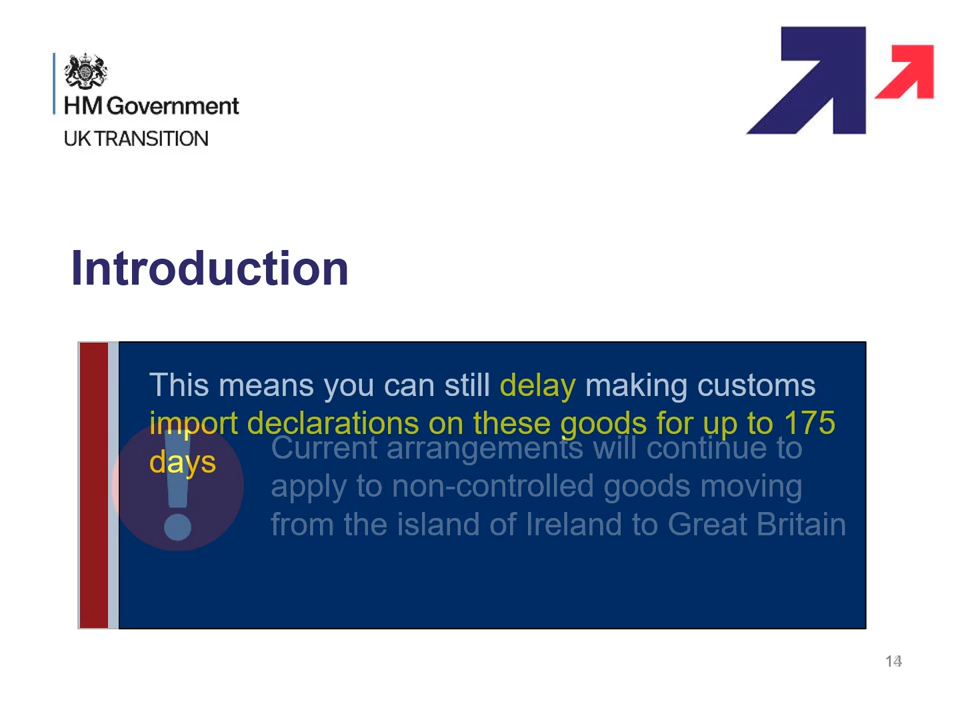 HM Government
UK TRANSITION
Introduction
This means you can still delay making customs
import declarations on these goods for up to 175
days
Current arrangements will continue to
apply to non-controlled goods moving
from the island of Ireland to Great Britain